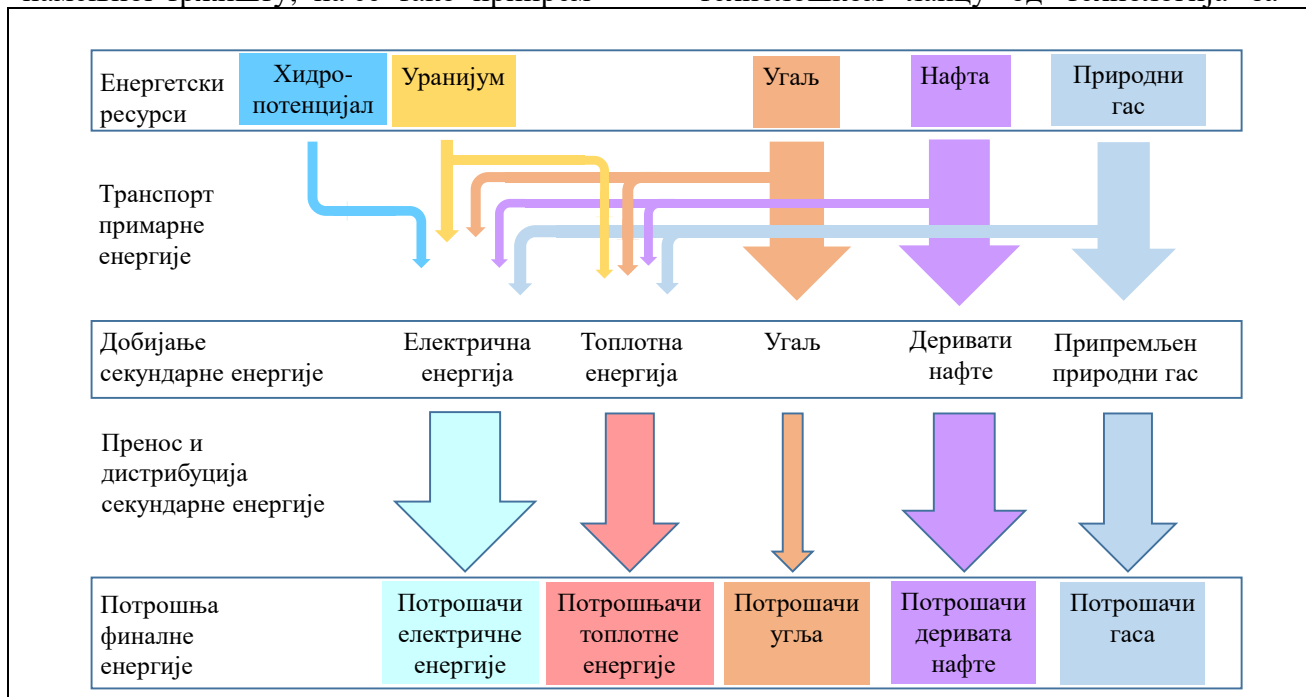 Енергетски
ресурси
Хидро-
потенцијал
Уранијум
Угаљ
Нафта
Природни
гас
Транспорт
примарне
енергије
Добијање
секундарне енергије
Електрична
енергија
Топлотна
енергија
Угаљ
Деривати
нафте
Припремљен
природни гас
Пренос и
дистрибуција
секундарне енергије
Потрошња
финалне
енергије
Потрошачи
електричне
енергије
Потрошњачи
топлотне
енергије
Потрошачи
угља
Потрошачи
деривата
нафте
Потрошачи
гаса